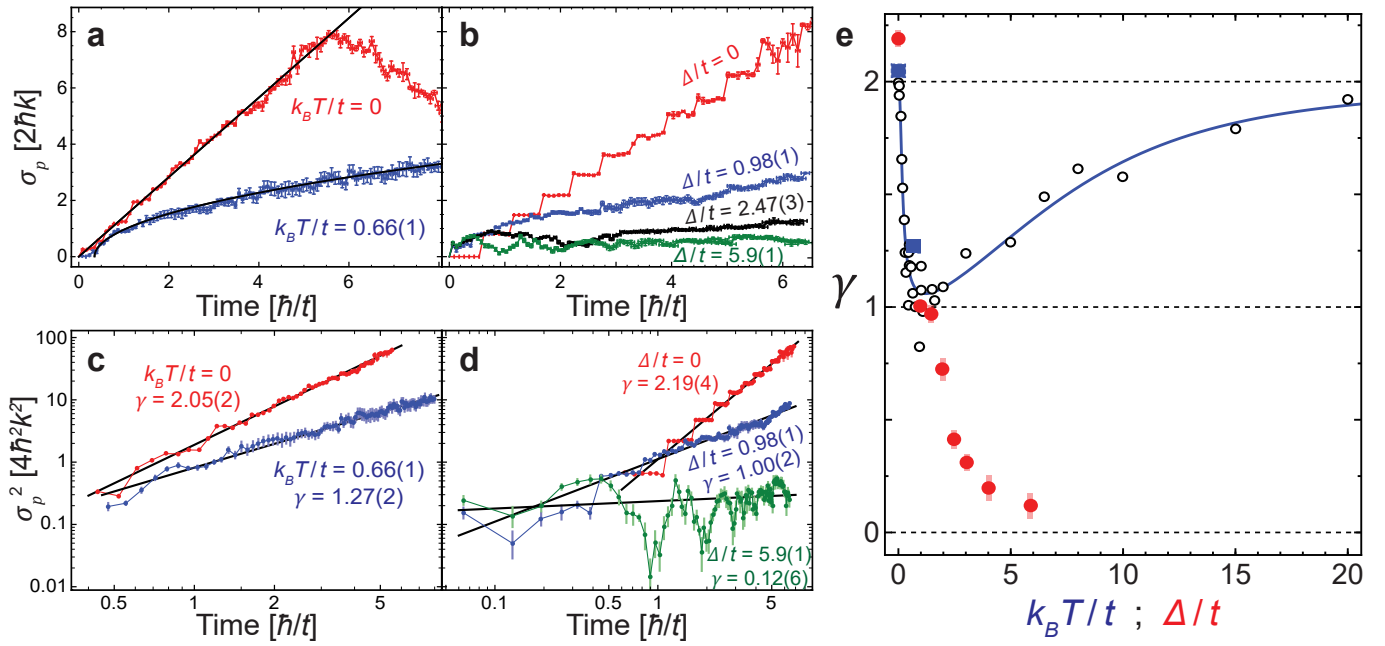 a
σp [2ħk]
8
6
4
2
0
kBT/t = 0
kBT/t = 0.66(1)
0 2 4 6
Time [ħ/t]
b
Δ/t = 0
Δ/t = 0.98(1)
Δ/t = 2.47(3)
Δ/t = 5.9(1)
0 2 4 6
Time [ħ/t]
c
σp² [4ħ²k²]
100
10
1
0.1
0.01
kBT/t = 0
γ = 2.05(2)
kBT/t = 0.66(1)
γ = 1.27(2)
0.5 1 5
Time [ħ/t]
d
Δ/t = 0
γ = 2.19(4)
Δ/t = 0.98(1)
γ = 1.00(2)
Δ/t = 5.9(1)
γ = 0.12(6)
0.1 0.5 1 5
Time [ħ/t]
e
γ
2
1
0
0 5 10 15 20
kBT/t ; Δ/t